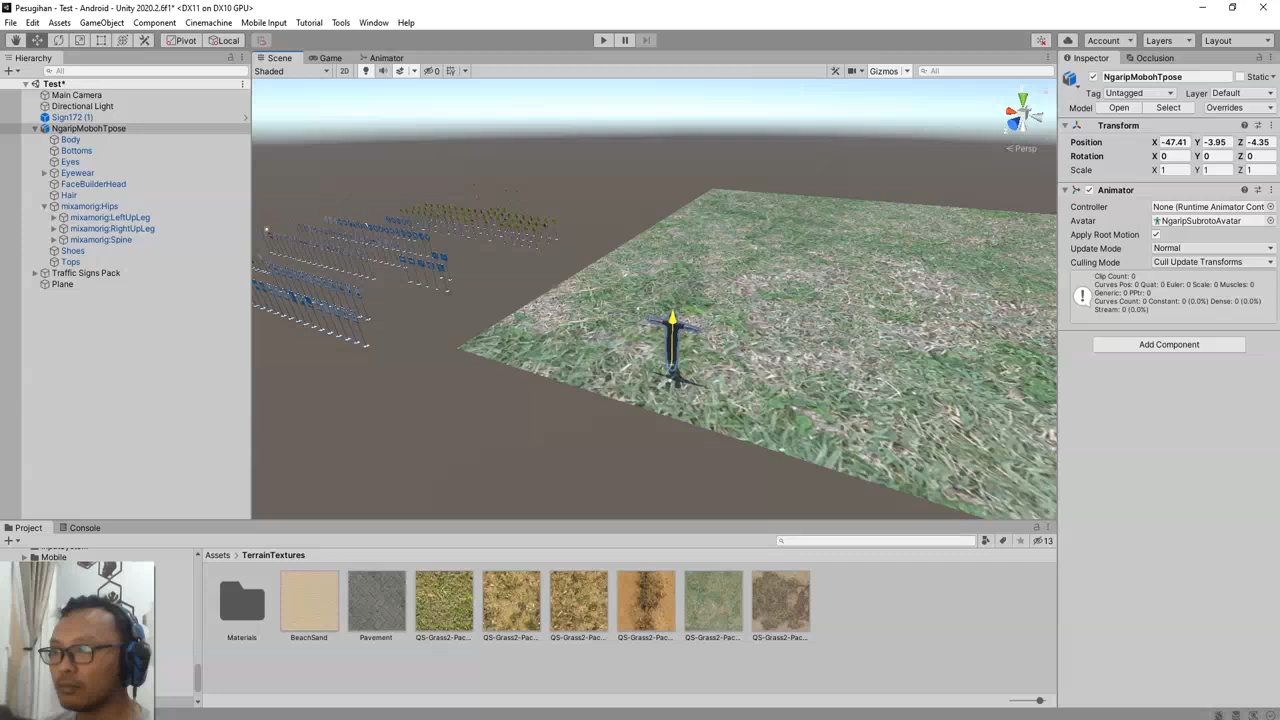 Pesugihan - Test - Android - Unity 2020.2.6f1* <DX11 on DX10 GPU>
File Edit Assets GameObject Component Cinemachine Mobile Input Tutorial Tools Window Help
Pivot Local Account Layers Layout
Hierarchy
All
Test*
Main Camera
Directional Light
Sign172 (1)
NgaripMobohTpose
Body
Bottoms
Eyes
Eyewear
FaceBuilderHead
Hair
mixamorig:Hips
mixamorig:LeftUpLeg
mixamorig:RightUpLeg
mixamorig:Spine
Shoes
Tops
Traffic Signs Pack
Plane
Scene Game Animator
Shaded 2D 0 Gizmos All
Persp
Inspector Occlusion
NgaripMobohTpose Static
Tag Untagged Layer Default
Model Open Select Overrides
Transform
Position X -47.41 Y -3.95 Z -4.35
Rotation X 0 Y 0 Z 0
Scale X 1 Y 1 Z 1
Animator
Controller None (Runtime Animator Cont
Avatar NgaripSubrotoAvatar
Apply Root Motion
Update Mode Normal
Culling Mode Cull Update Transforms
Clip Count: 0
Curves Pos: 0 Quat: 0 Euler: 0 Scale: 0 Muscles: 0
Generic: 0 PPtr: 0
Curves Count: 0 Constant: 0 (0.0%) Dense: 0 (0.0%)
Stream: 0 (0.0%)
Add Component
Project Console
13
Mobile
Assets > TerrainTextures
Materials BeachSand Pavement QS-Grass2-Pac... QS-Grass2-Pac... QS-Grass2-Pac... QS-Grass2-Pac... QS-Grass2-Pac... QS-Grass2-Pac...